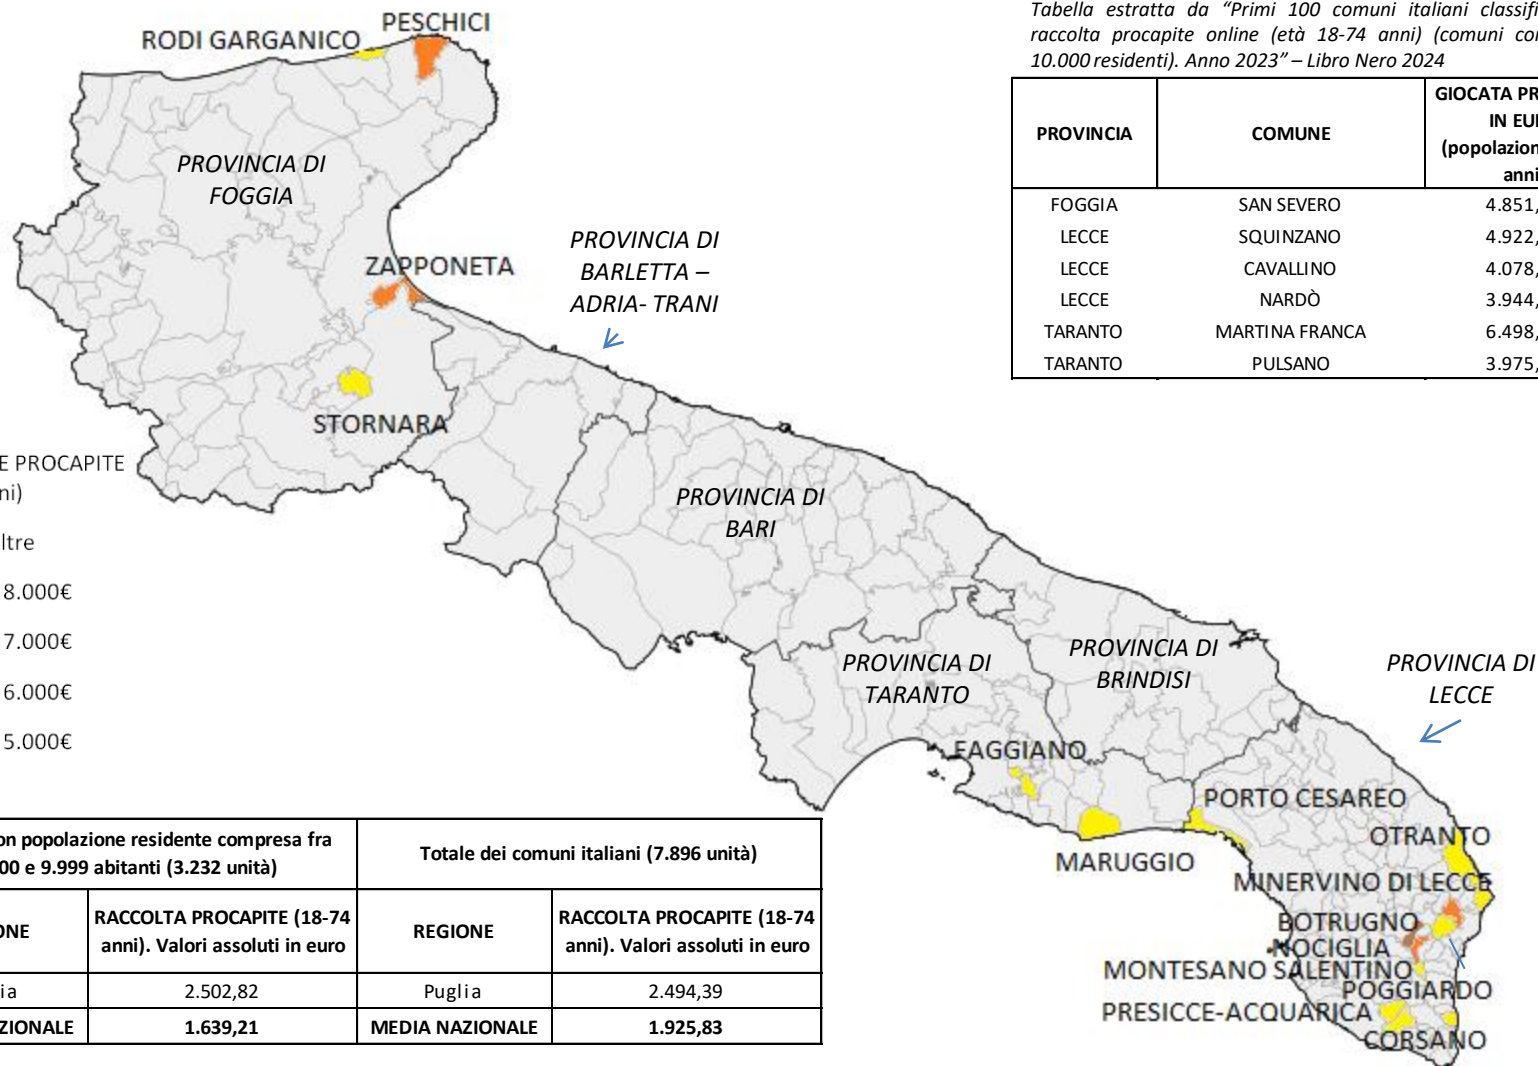 PESCHICI
RODI GARGANICO
Tabella estratta da “Primi 100 comuni italiani classifi
raccolta procapite online (età 18-74 anni) (comuni con
10.000 residenti). Anno 2023” – Libro Nero 2024
PROVINCIA COMUNE GIOCATA PR
IN EU
(popolazion
anni
FOGGIA SAN SEVERO 4.851,
LECCE SQUINZANO 4.922,
LECCE CAVALLINO 4.078,
LECCE NARDÒ 3.944,
TARANTO MARTINA FRANCA 6.498,
TARANTO PULSANO 3.975,
PROVINCIA DI
FOGGIA
ZAPPONETA
PROVINCIA DI
BARLETTA –
ADRIA- TRANI
STORNARA
E PROCAPITE
ni)
ltre
8.000€
7.000€
6.000€
5.000€
PROVINCIA DI
BARI
PROVINCIA DI
TARANTO
PROVINCIA DI
BRINDISI
PROVINCIA DI
LECCE
FAGGIANO
MARUGGIO
PORTO CESAREO
OTRANTO
MINERVINO DI LECCE
BOTRUGNO
NOCIGLIA
MONTESANO SALENTINO
POGGIARDO
PRESICCE-ACQUARICA
CORSANO
on popolazione residente compresa fra
00 e 9.999 abitanti (3.232 unità)
Totale dei comuni italiani (7.896 unità)
ONE RACCOLTA PROCAPITE (18-74
anni). Valori assoluti in euro
REGIONE RACCOLTA PROCAPITE (18-74
anni). Valori assoluti in euro
ia 2.502,82 Puglia 2.494,39
ZIONALE 1.639,21 MEDIA NAZIONALE 1.925,83